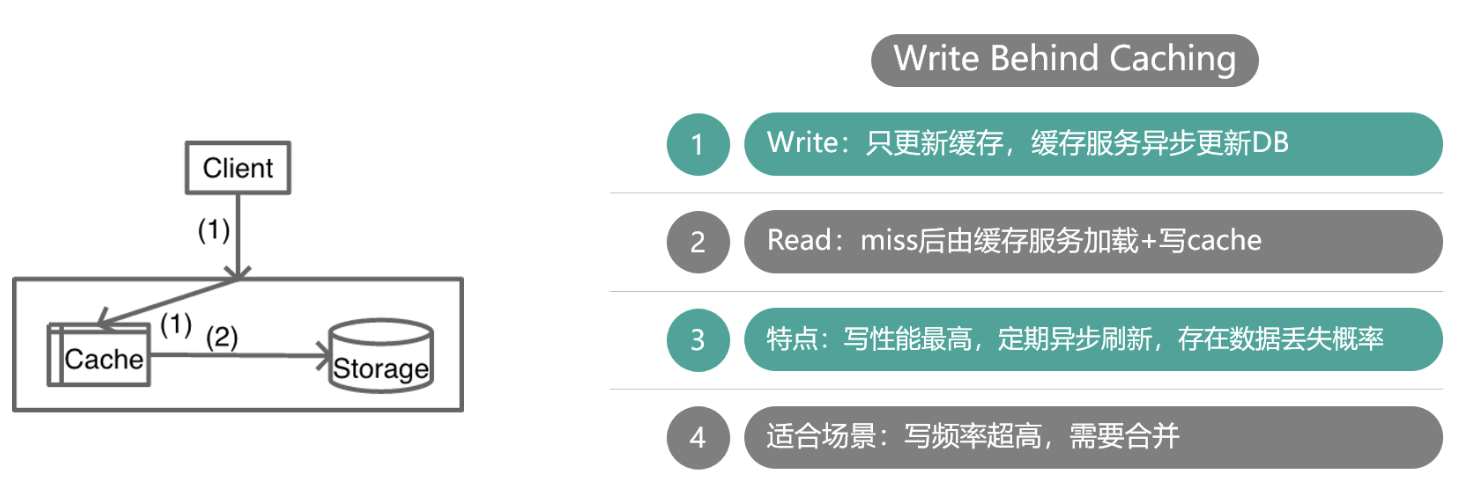 Client
(1)
(1)
(2)
Cache
Storage
Write Behind Caching
1
Write：只更新缓存，缓存服务异步更新DB
2
Read：miss后由缓存服务加载+写cache
3
特点：写性能最高，定期异步刷新，存在数据丢失概率
4
适合场景：写频率超高，需要合并